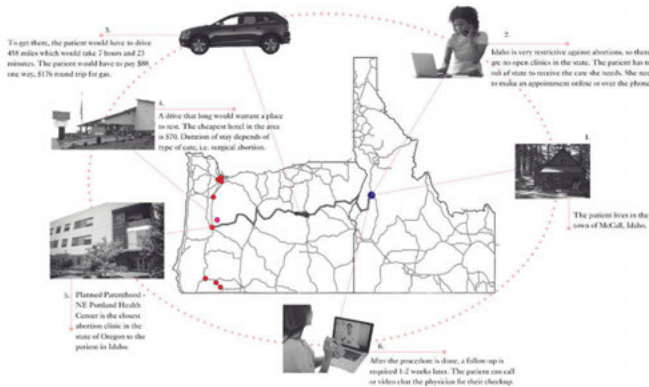 3.
To get there, the patient would have to drive
458 miles which would take 7 hours and 23
minutes. The patient would have to pay $88
one way, $176 round trip for gas.
2.
Idaho is very restrictive against abortions, so there
are no open clinics in the state. The patient has to
out of state to receive the care she needs. She nee
to make an appointment online or over the phone
4.
A drive that long would warrant a place
to rest. The cheapest hotel in the area
is $70. Duration of stay depends of
type of care, i.e. surgical abortion.
1.
The patient lives in the
town of McCall, Idaho.
5. Planned Parenthood -
NE Portland Health
Center is the closest
abortion clinic in the
state of Oregon to the
patient in Idaho.
6.
After the procedure is done, a follow-up is
required 1-2 weeks later. The patient can call
or video chat the physician for their checkup.